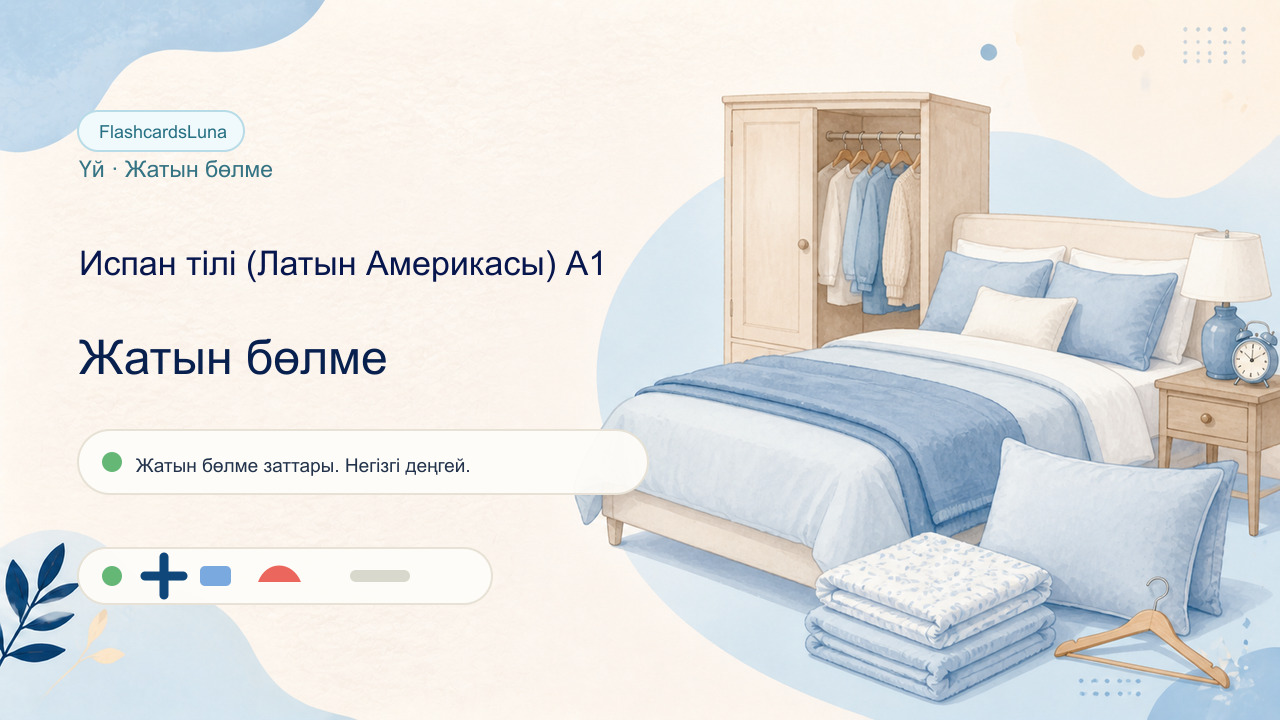 FlashcardsLuna
Үй · Жатын бөлме
Испан тілі (Латын Америкасы) A1
Жатын бөлме
Жатын бөлме заттары. Негізгі деңгей.